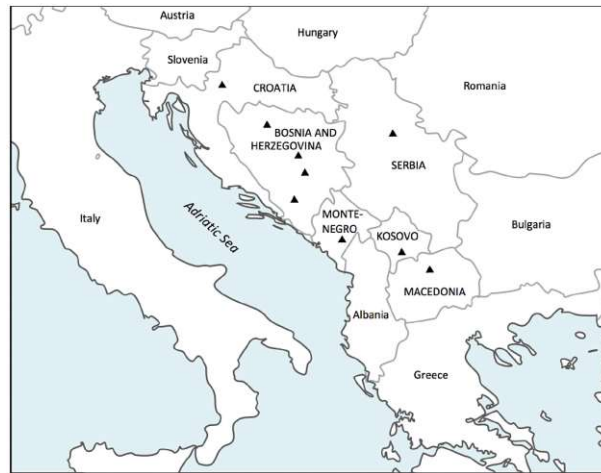 Austria
Hungary
Slovenia
CROATIA
Romania
BOSNIA AND
HERZEGOVINA
SERBIA
Adriatic Sea
Italy
MONTE-
NEGRO
KOSOVO
Bulgaria
MACEDONIA
Albania
Greece